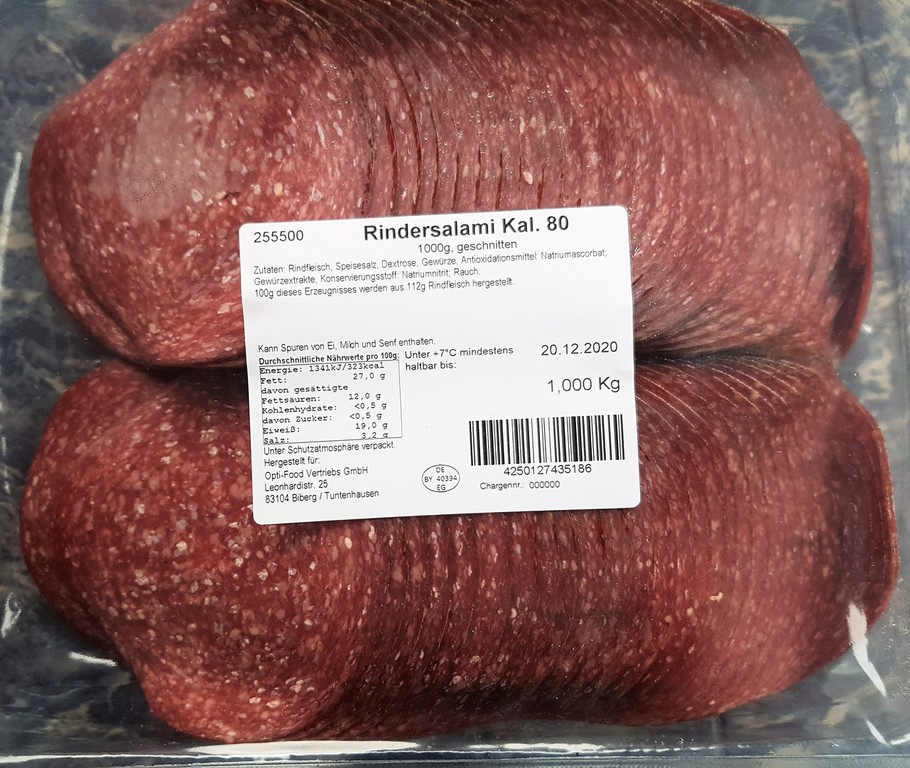 255500
Rindersalami Kal. 80
1000g, geschnitten
Zutaten: Rindfleisch, Speisesalz, Dextrose, Gewürze, Antioxidationsmittel: Natriumascorbat;
Gewürzextrakte, Konservierungsstoff: Natriumnitrit; Rauch.
100g dieses Erzeugnisses werden aus 112g Rindfleisch hergestellt.
Kann Spuren von Ei, Milch und Senf enthalten.
Durchschnittliche Nährwerte pro 100g:
Energie: 1341kJ/323kcal
Fett: 27,0 g
davon gesättigte
Fettsäuren: 12,0 g
Kohlenhydrate: <0,5 g
davon Zucker: <0,5 g
Eiweiß: 19,0 g
Salz: 3,2 g
Unter +7°C mindestens
haltbar bis:
20.12.2020
1,000 Kg
Unter Schutzatmosphäre verpackt.
Hergestellt für:
Opti-Food Vertriebs GmbH
Leonhardistr. 25
83104 Biberg / Tuntenhausen
DE
BY 40394
EG
4250127435186
Chargennr.: 000000